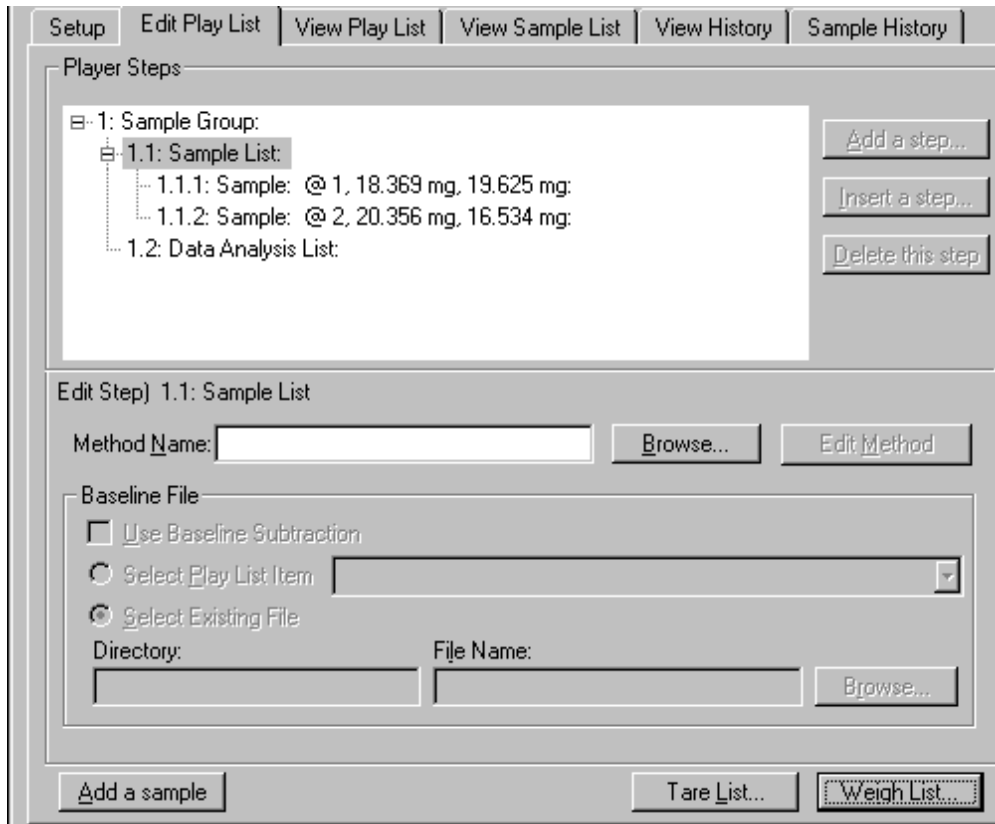 Setup Edit Play List View Play List View Sample List View History Sample History
Player Steps
1: Sample Group:
1.1: Sample List:
1.1.1: Sample: @ 1, 18.369 mg, 19.625 mg:
1.1.2: Sample: @ 2, 20.356 mg, 16.534 mg:
1.2: Data Analysis List:
Add a step...
Insert a step...
Delete this step
Edit Step) 1.1: Sample List
Method Name: Browse... Edit Method
Baseline File
Use Baseline Subtraction
Select Play List Item
Select Existing File
Directory: File Name:
Browse...
Add a sample Tare List... Weigh List...